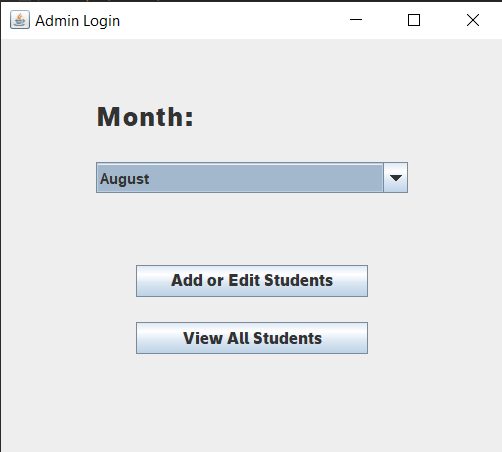 Admin Login
Month:
August
Add or Edit Students
View All Students